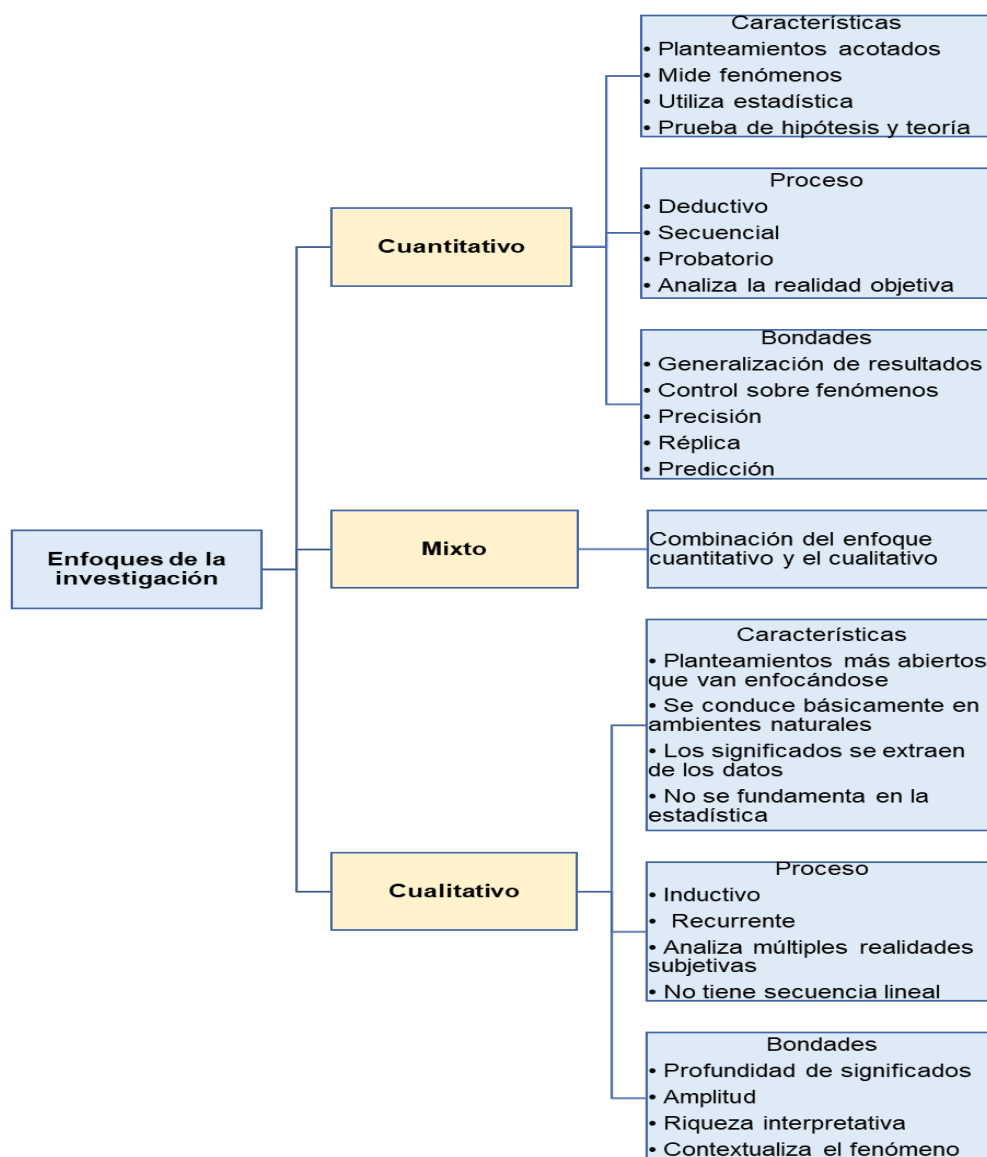 Características
• Planteamientos acotados
• Mide fenómenos
• Utiliza estadística
• Prueba de hipótesis y teoría
Proceso
• Deductivo
• Secuencial
• Probatorio
• Analiza la realidad objetiva
Cuantitativo
Bondades
• Generalización de resultados
• Control sobre fenómenos
• Precisión
• Réplica
• Predicción
Enfoques de la
investigación
Mixto
Combinación del enfoque
cuantitativo y el cualitativo
Características
• Planteamientos más abiertos
que van enfocándose
• Se conduce básicamente en
ambientes naturales
• Los significados se extraen
de los datos
• No se fundamenta en la
estadística
Cualitativo
Proceso
• Inductivo
• Recurrente
• Analiza múltiples realidades
subjetivas
• No tiene secuencia lineal
Bondades
• Profundidad de significados
• Amplitud
• Riqueza interpretativa
• Contextualiza el fenómeno